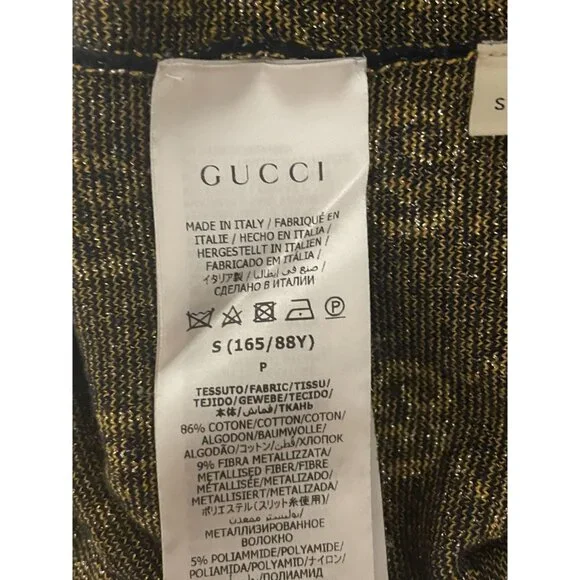 GUCCI
S
MADE IN ITALY / FABRIQUÉ EN
ITALIE / HECHO EN ITALIA /
HERGESTELLT IN ITALIEN /
FABRICADO EM ITÁLIA /
イタリア製 / صنع في إيطاليا /
СДЕЛАНО В ИТАЛИИ
P
S (165/88Y)
P
TESSUTO/FABRIC/TISSU/
TEJIDO/GEWEBE/TECIDO/
本体/قماش/ТКАНЬ
86% COTONE/COTTON/COTON/
ALGODON/BAUMWOLLE/
ALGODÃO/コットン/قطن/ХЛОПОК
9% FIBRA METALLIZZATA/
METALLISED FIBER/FIBRE
MÉTALLISÉE/METALIZADO/
METALLISIERT/METALIZADA/
ポリエステル(スリット糸使用)/
بوليستر ممعدن/
МЕТАЛЛИЗИРОВАННОЕ
ВОЛОКНО
5% POLIAMMIDE/POLYAMIDE/
POLIAMIDA/POLYAMID/ナイロン/
/ПОЛИАМИД